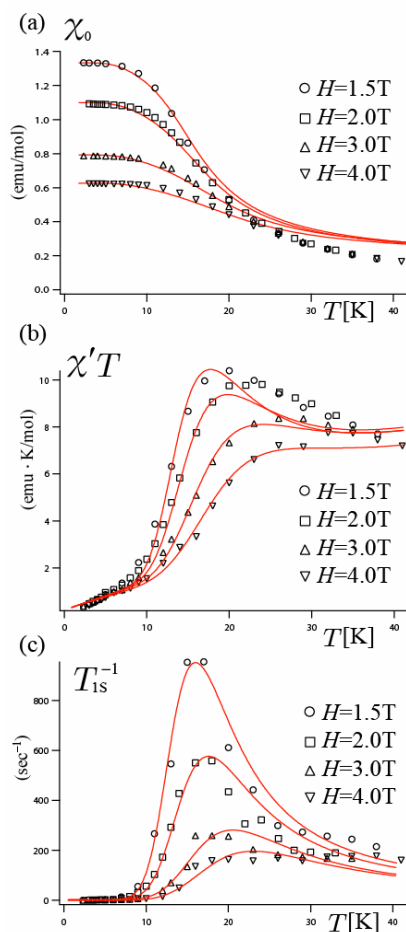 (a)
χ₀
(emu/mol)
1.4
1.2
1.0
0.8
0.6
0.4
0.2
0.0
○ H=1.5T
□ H=2.0T
△ H=3.0T
▽ H=4.0T
0 10 20 30 40
T[K]
(b)
χ′T
(emu · K/mol)
10
8
6
4
2
○ H=1.5T
□ H=2.0T
△ H=3.0T
▽ H=4.0T
0 10 20 30 40
T[K]
(c)
T₁S⁻¹
(sec⁻¹)
800
600
400
200
0
○ H=1.5T
□ H=2.0T
△ H=3.0T
▽ H=4.0T
0 10 20 30 40
T[K]